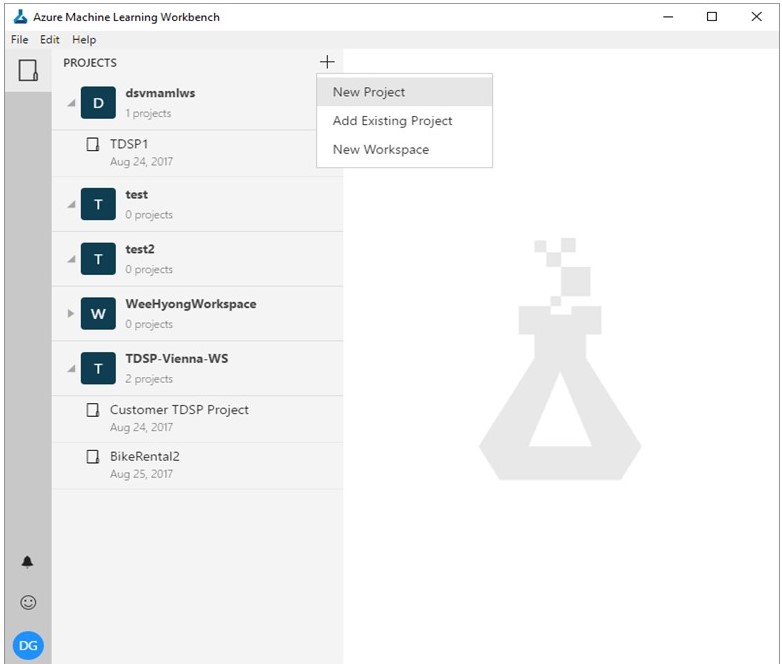 Azure Machine Learning Workbench
File Edit Help
PROJECTS
New Project
Add Existing Project
New Workspace
D
dsvmamlws
1 projects
TDSP1
Aug 24, 2017
T
test
0 projects
T
test2
0 projects
W
WeeHyongWorkspace
0 projects
T
TDSP-Vienna-WS
2 projects
Customer TDSP Project
Aug 24, 2017
BikeRental2
Aug 25, 2017
DG